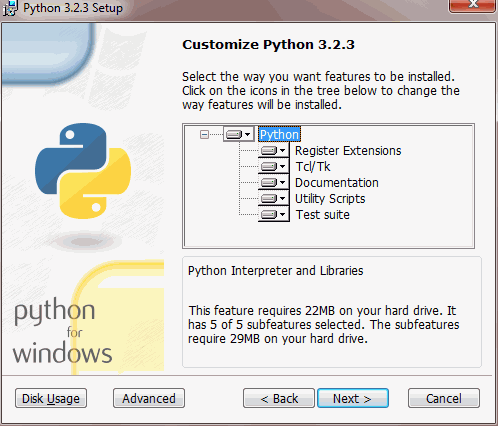 Python 3.2.3 Setup
Customize Python 3.2.3
Select the way you want features to be installed.
Click on the icons in the tree below to change the
way features will be installed.
Python
Register Extensions
Tcl/Tk
Documentation
Utility Scripts
Test suite
Python Interpreter and Libraries
This feature requires 22MB on your hard drive. It
has 5 of 5 subfeatures selected. The subfeatures
require 29MB on your hard drive.
python
for
windows
Disk Usage
Advanced
< Back
Next >
Cancel